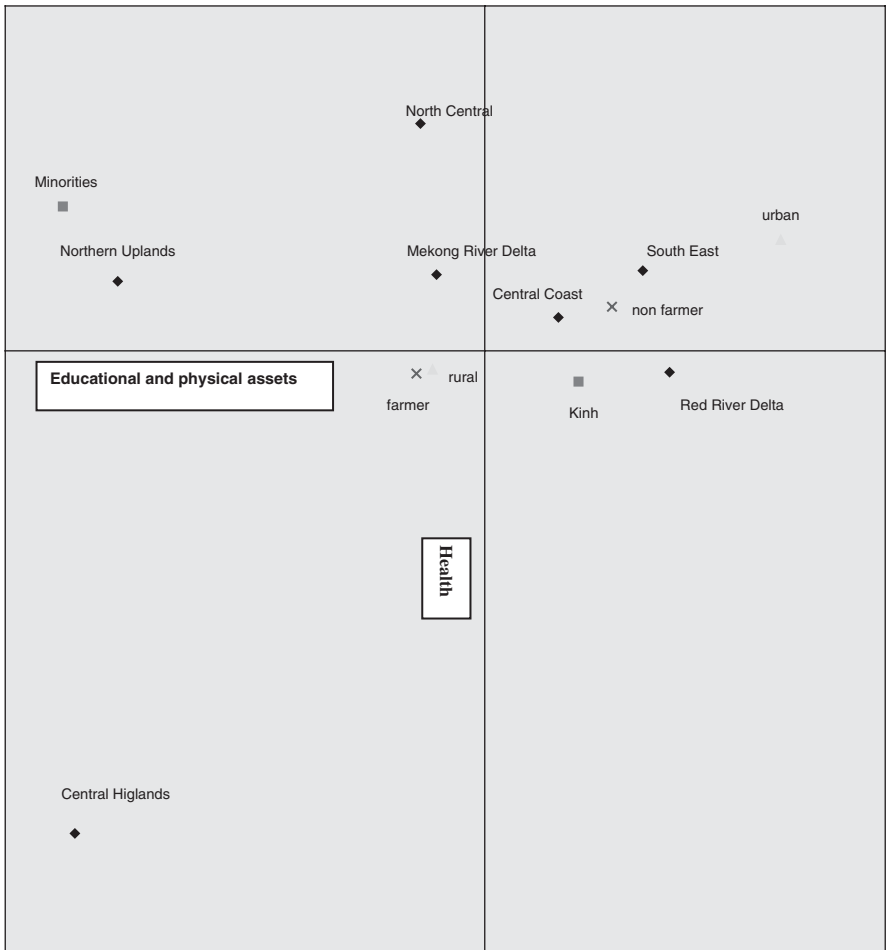 North Central
Minorities
urban
Northern Uplands
Mekong River Delta
South East
Central Coast
non farmer
Educational and physical assets
rural
farmer
Kinh
Red River Delta
Health
Central Higlands